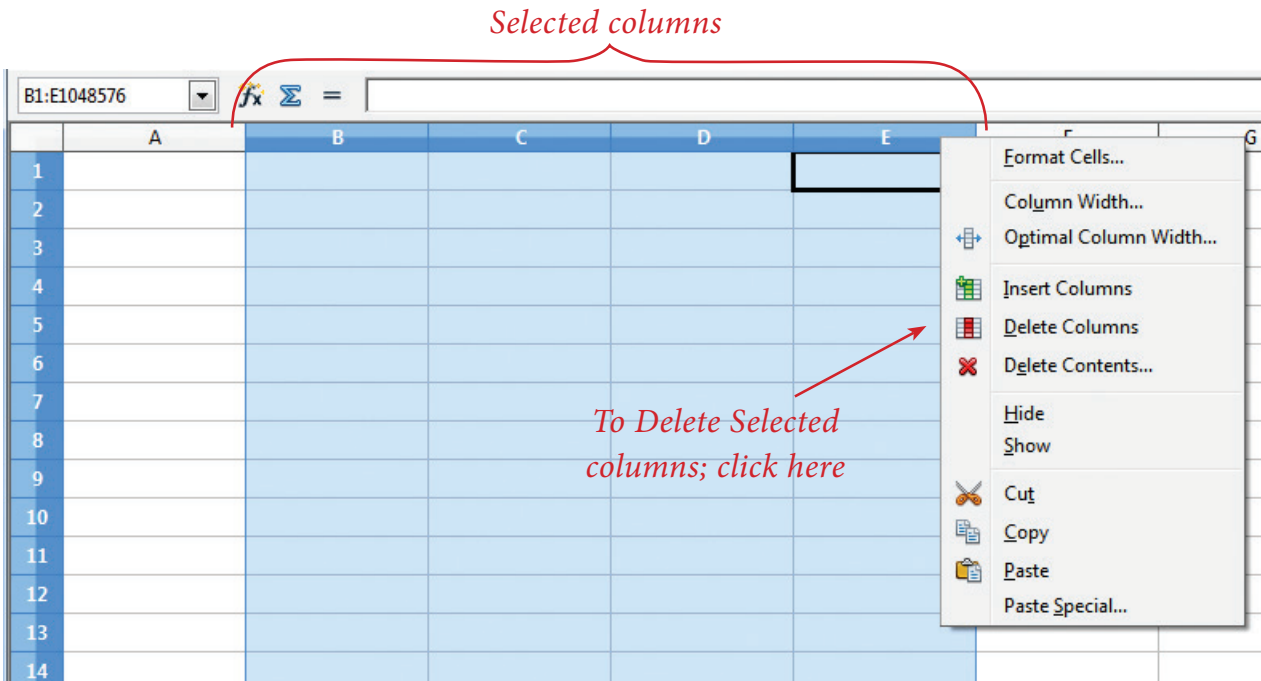 Selected columns
B1:E1048576
fx Σ =
A B C D E G
1
2
3
4
5
6
7
8
9
10
11
12
13
14
Format Cells...
Column Width...
Optimal Column Width...
Insert Columns
Delete Columns
Delete Contents...
Hide
Show
Cut
Copy
Paste
Paste Special...
To Delete Selected
columns; click here